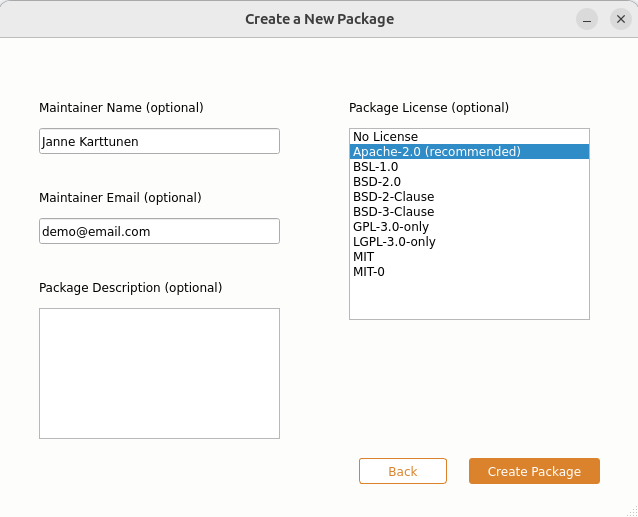 Create a New Package
Maintainer Name (optional)
Janne Karttunen
Maintainer Email (optional)
demo@email.com
Package Description (optional)
Package License (optional)
No License
Apache-2.0 (recommended)
BSL-1.0
BSD-2.0
BSD-2-Clause
BSD-3-Clause
GPL-3.0-only
LGPL-3.0-only
MIT
MIT-0
Back
Create Package